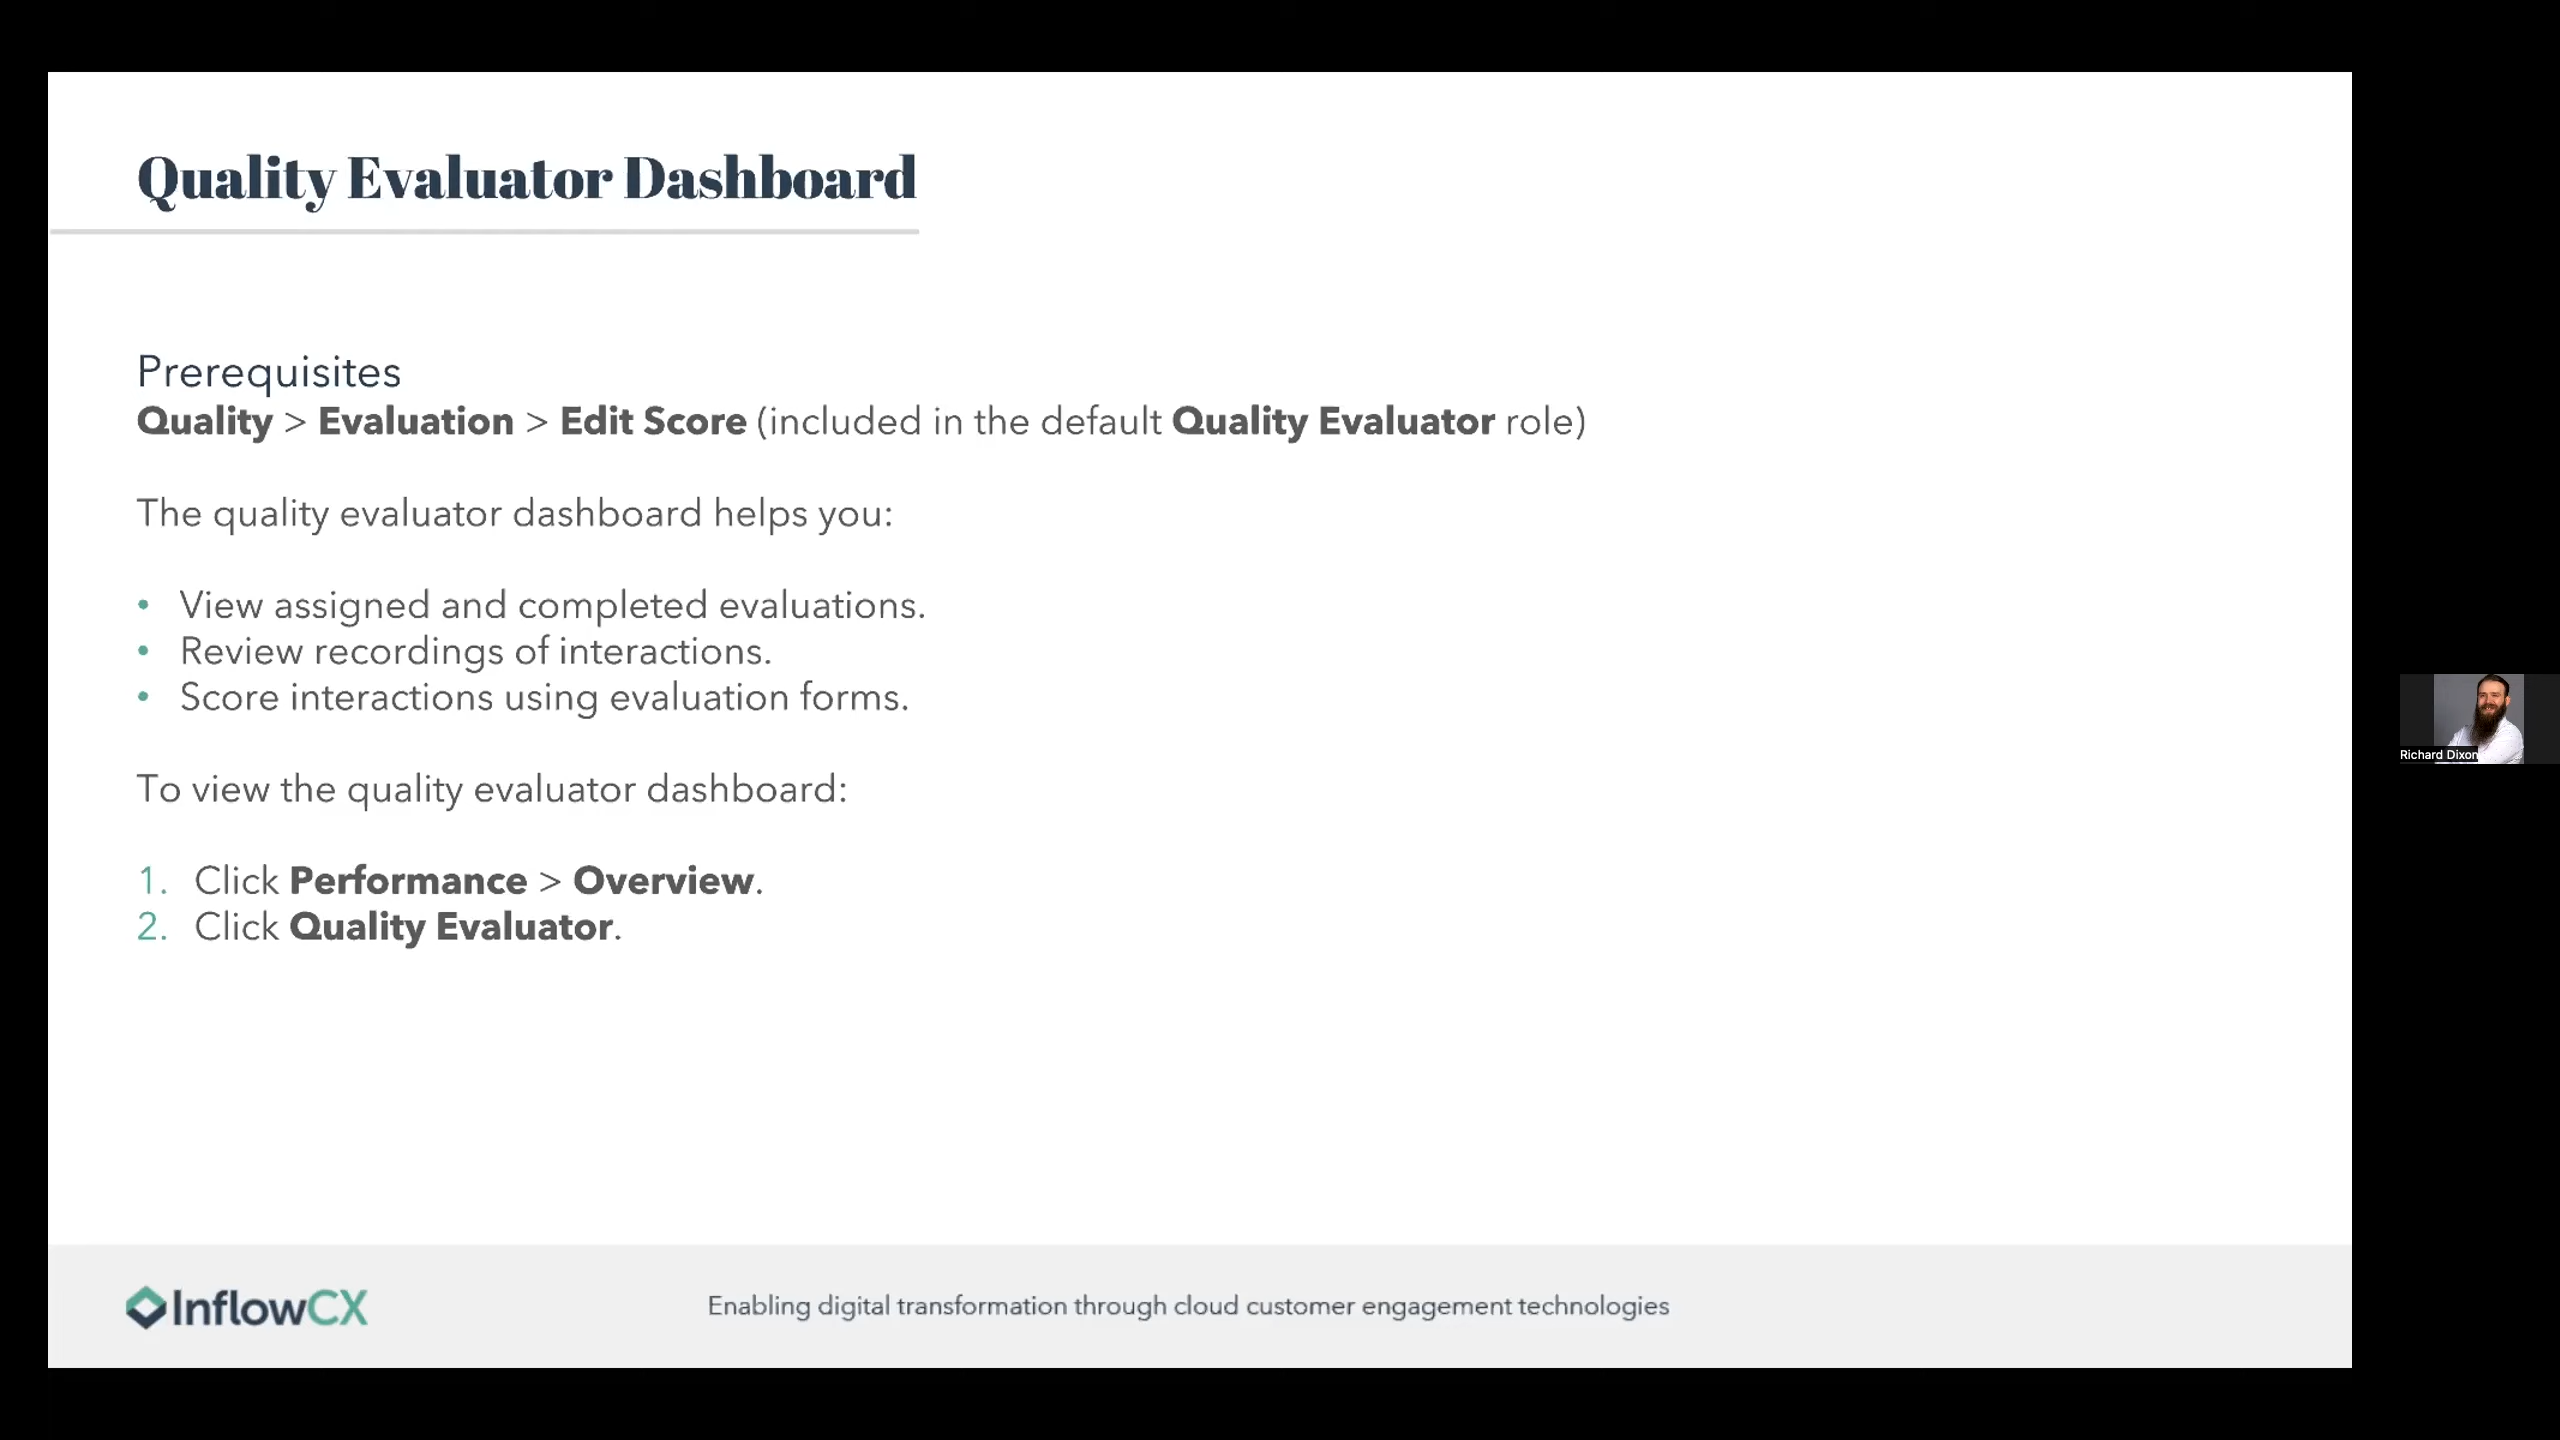 Quality Evaluator Dashboard
Prerequisites
Quality > Evaluation > Edit Score (included in the default Quality Evaluator role)
The quality evaluator dashboard helps you:
• View assigned and completed evaluations.
• Review recordings of interactions.
• Score interactions using evaluation forms.
To view the quality evaluator dashboard:
1. Click Performance > Overview.
2. Click Quality Evaluator.
Richard Dixon
InflowCX
Enabling digital transformation through cloud customer engagement technologies